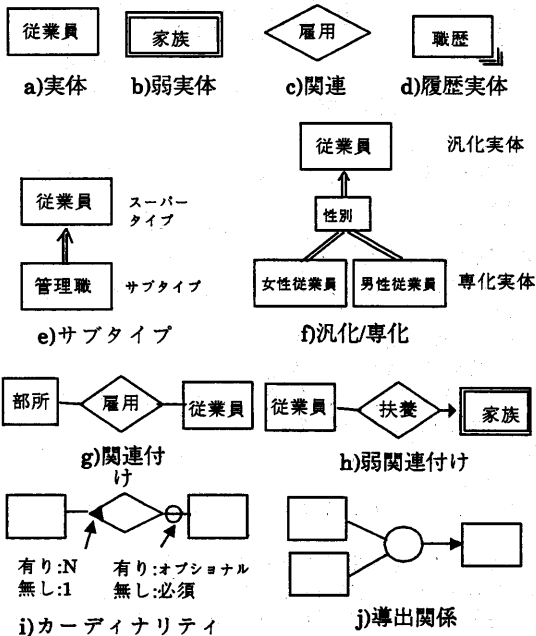 従業員
家族
雇用
職歴
a)実体
b)弱実体
c)関連
d)履歴実体
従業員
スーパー
タイプ
管理職
サブタイプ
e)サブタイプ
従業員
汎化実体
性別
女性従業員
男性従業員
専化実体
f)汎化/専化
部所
雇用
従業員
g)関連付
け
従業員
扶養
家族
h)弱関連付け
有り:N
無し:1
有り:オプショナル
無し:必須
i)カーディナリティ
j)導出関係